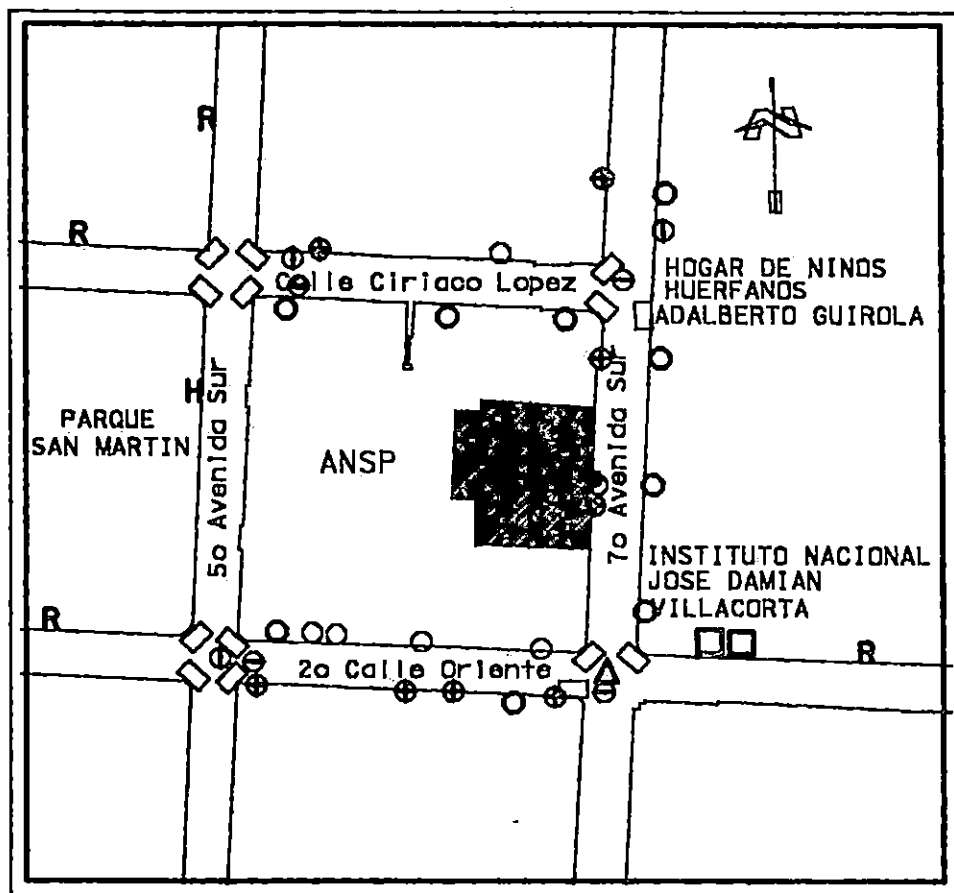 R
R
Calle Ciriaco Lopez
HOGAR DE NINOS
HUERFANOS
ADALBERTO GUIROLA
H
5o Avenida Sur
7o Avenida Sur
PARQUE
SAN MARTIN
ANSP
INSTITUTO NACIONAL
JOSE DAMIAN
VILLACORTA
R
2o Calle Oriente
R